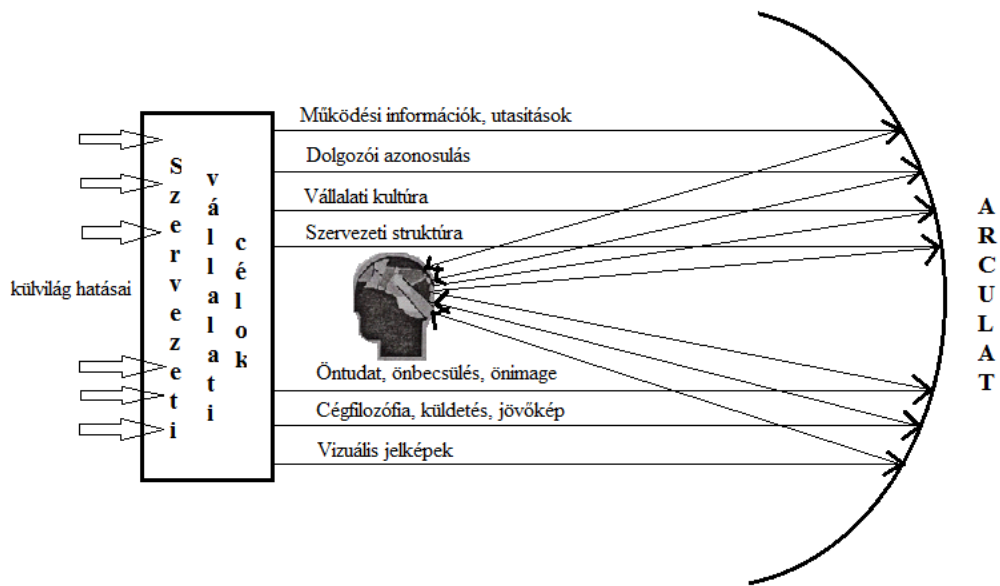 Működési információk, utasítások
Dolgozói azonosulás
Vállalati kultúra
Szervezeti struktúra
külvilág hatásai
Szervezeti
vállalati
célok
Öntudat, önbecsülés, önimage
Cégfilozófia, küldetés, jövőkép
Vizuális jelképek
ARCULAT